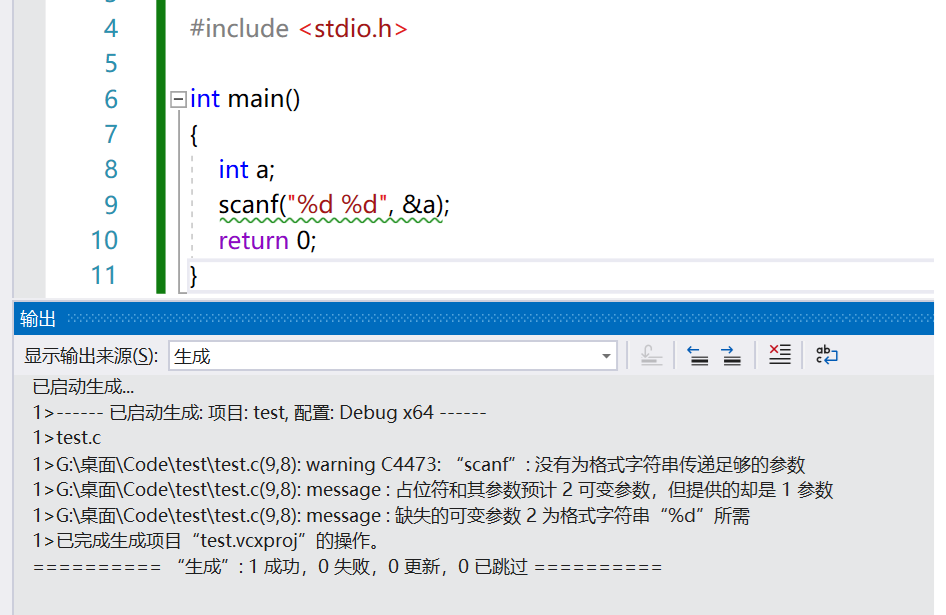 4 #include <stdio.h>
5
6 int main()
7 {
8 int a;
9 scanf("%d %d", &a);
10 return 0;
11 }
输出
显示输出来源(S): 生成
已启动生成...
1>------ 已启动生成: 项目: test, 配置: Debug x64 ------
1>test.c
1>G:\桌面\Code\test\test.c(9,8): warning C4473: “scanf”: 没有为格式字符串传递足够的参数
1>G:\桌面\Code\test\test.c(9,8): message : 占位符和其参数预计 2 可变参数，但提供的却是 1 参数
1>G:\桌面\Code\test\test.c(9,8): message : 缺失的可变参数 2 为格式字符串“%d”所需
1>已完成生成项目“test.vcxproj”的操作。
========== “生成”: 1 成功，0 失败，0 更新，0 已跳过 ==========